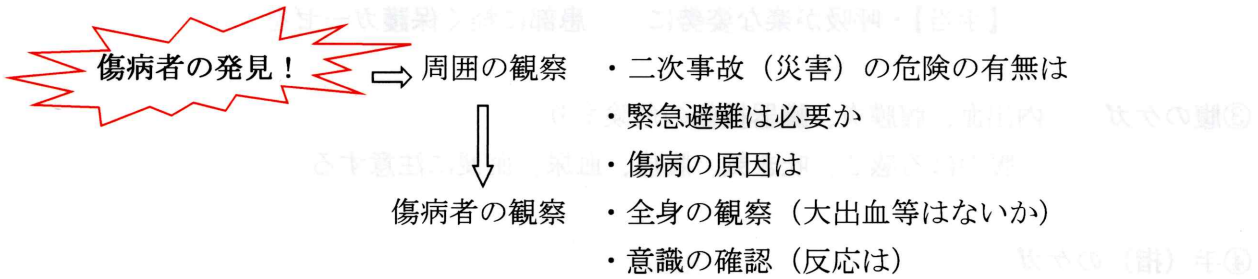 傷病者の発見！ 周囲の観察 ・二次事故（災害）の危険の有無は
・緊急避難は必要か
・傷病の原因は
傷病者の観察 ・全身の観察（大出血等はないか）
・意識の確認（反応は）